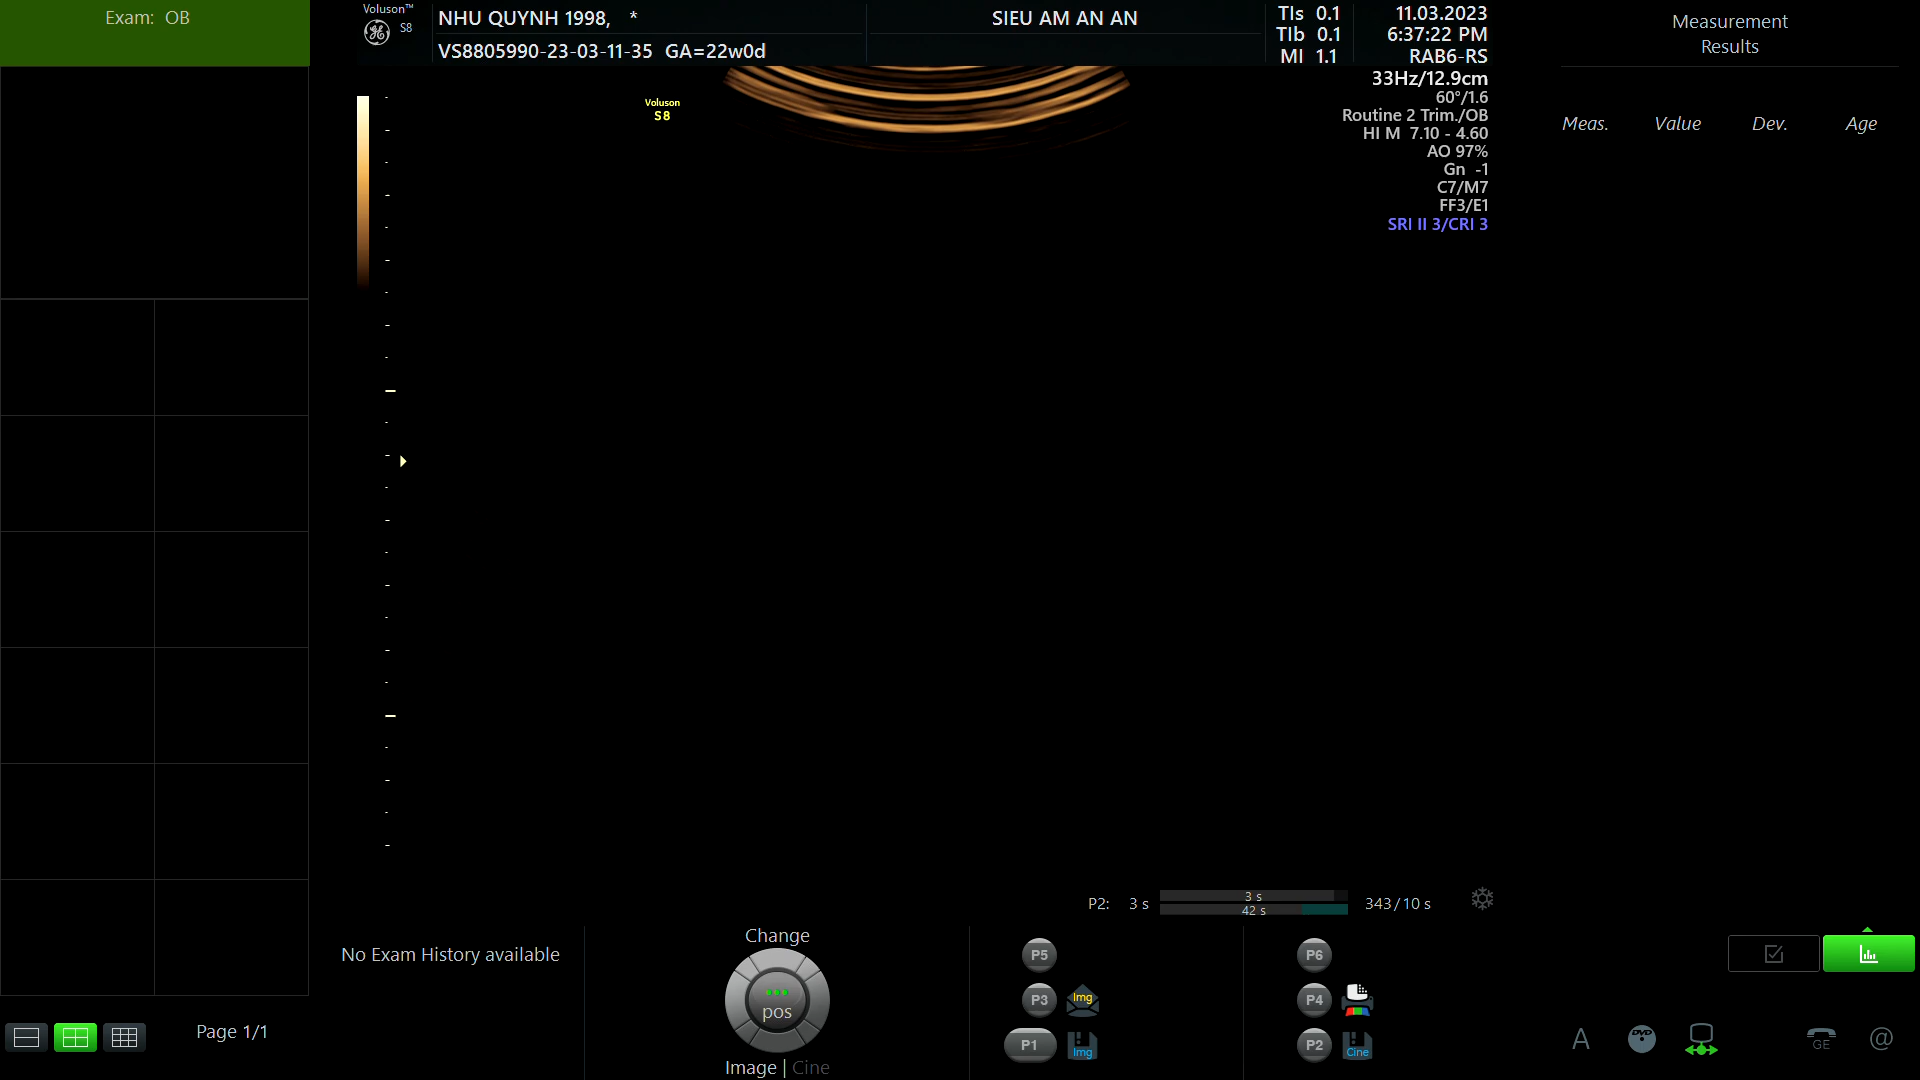 Exam: OB
Voluson™
S8
NHU QUYNH 1998, *
VS8805990-23-03-11-35 GA=22w0d
SIEU AM AN AN
TIs 0.1
TIb 0.1
MI 1.1
11.03.2023
6:37:22 PM
RAB6-RS
33Hz/12.9cm
60°/1.6
Routine 2 Trim./OB
HI M 7.10 - 4.60
AO 97%
Gn -1
C7/M7
FF3/E1
SRI II 3/CRI 3
Voluson
S8
Measurement
Results
Meas. Value Dev. Age
P2: 3 s
3 s
42 s
343/10 s
No Exam History available
Change
pos
Image | Cine
P5
P3 Img
P1 Img
P6
P4
P2 Cine
Page 1/1
A
DVD
GE
@